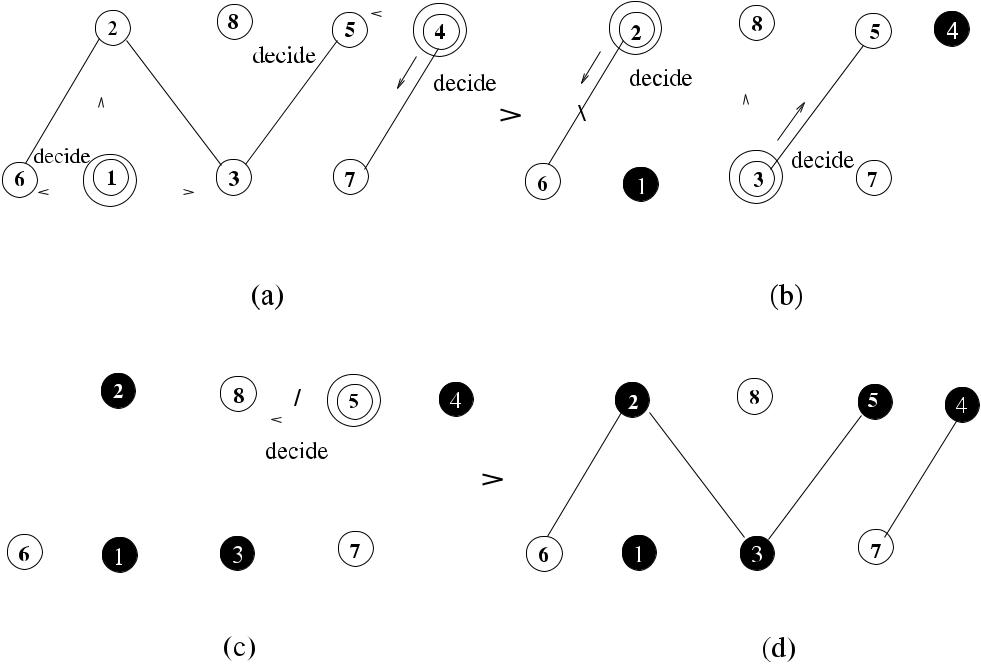 2 8 5 4
decide
decide
decide
6 1 3 7
(a)
>
2 8 5 4
decide
decide
6 1 3 7
(b)
2 8 / 5 4
decide
6 1 3 7
(c)
>
2 8 5 4
6 1 3 7
(d)